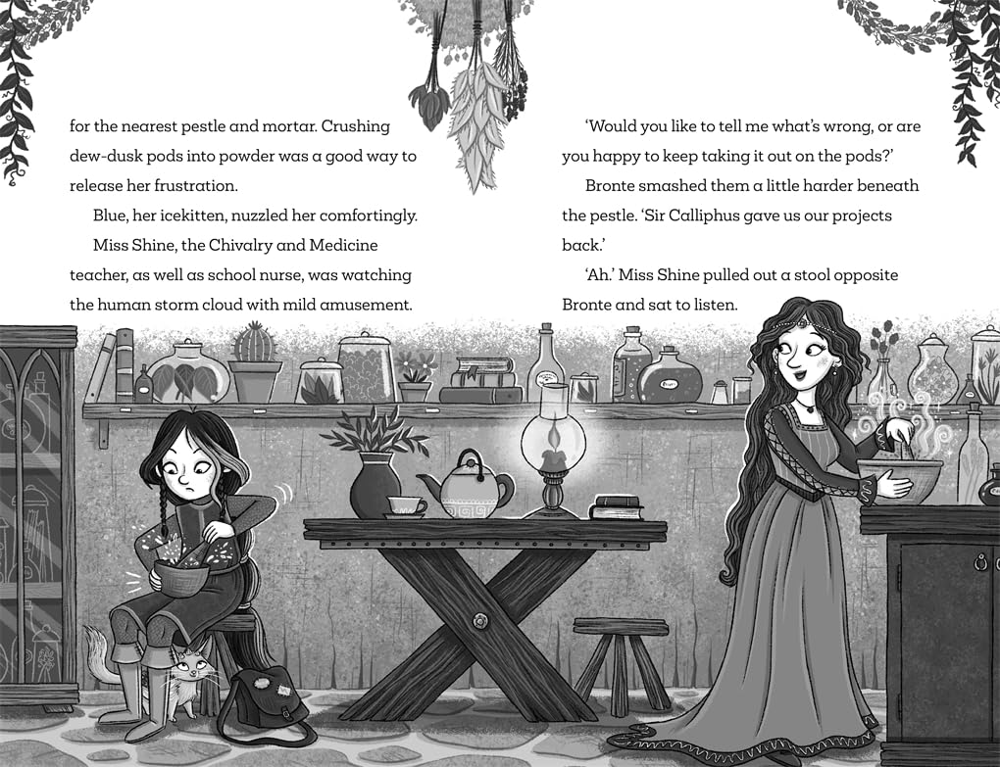 for the nearest pestle and mortar. Crushing
dew-dusk pods into powder was a good way to
release her frustration.
Blue, her icekitten, nuzzled her comfortingly.
Miss Shine, the Chivalry and Medicine
teacher, as well as school nurse, was watching
the human storm cloud with mild amusement.
‘Would you like to tell me what’s wrong, or are
you happy to keep taking it out on the pods?’
Bronte smashed them a little harder beneath
the pestle. ‘Sir Calliphus gave us our projects
back.’
‘Ah.’ Miss Shine pulled out a stool opposite
Bronte and sat to listen.